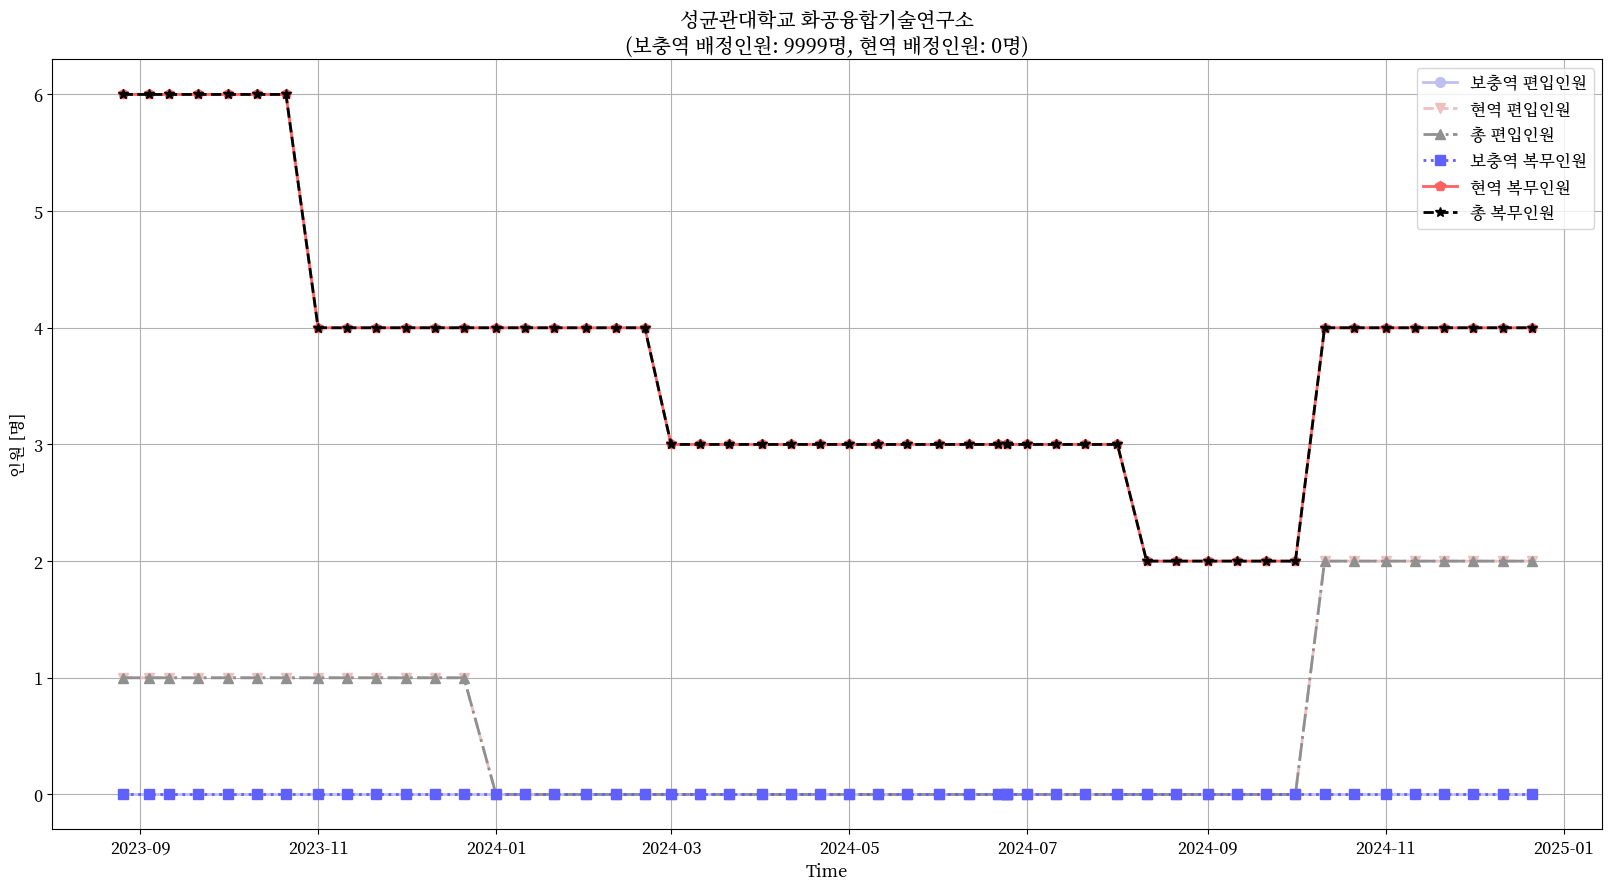 성균관대학교 화공융합기술연구소
(보충역 배정인원: 9999명, 현역 배정인원: 0명)
보충역 편입인원
현역 편입인원
총 편입인원
보충역 복무인원
현역 복무인원
총 복무인원
6
5
4
3
2
1
0
인원 [명]
2023-09
2023-11
2024-01
2024-03
2024-05
2024-07
2024-09
2024-11
2025-01
Time